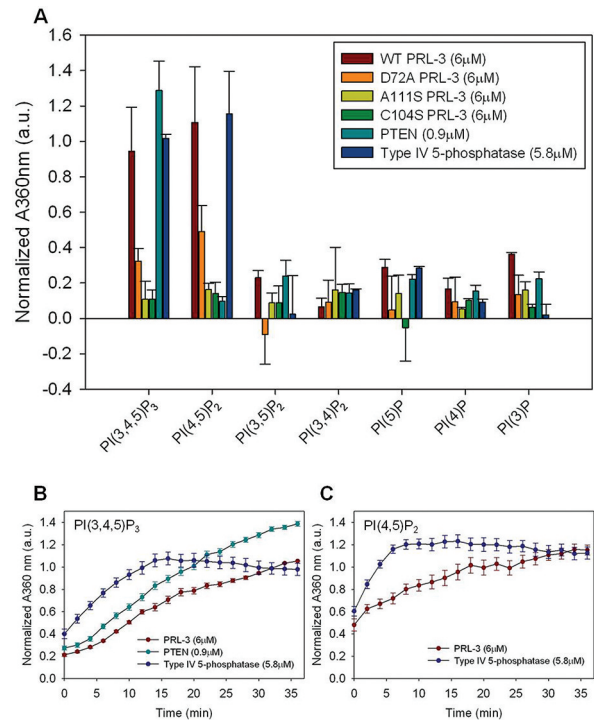 A
Normalized A360nm (a.u.)
1.6
1.4
1.2
1.0
0.8
0.6
0.4
0.2
0.0
-0.2
-0.4
WT PRL-3 (6µM)
D72A PRL-3 (6µM)
A111S PRL-3 (6µM)
C104S PRL-3 (6µM)
PTEN (0.9µM)
Type IV 5-phosphatase (5.8µM)
PI(3,4,5)P3
PI(4,5)P2
PI(3,5)P2
PI(3,4)P2
PI(5)P
PI(4)P
PI(3)P
B
PI(3,4,5)P3
Normalized A360 nm (a.u.)
1.4
1.2
1.0
0.8
0.6
0.4
0.2
0.0
PRL-3 (6µM)
PTEN (0.9µM)
Type IV 5-phosphatase (5.8µM)
0 5 10 15 20 25 30 35
Time (min)
C
PI(4,5)P2
Normalized A360 nm (a.u.)
1.4
1.2
1.0
0.8
0.6
0.4
0.2
0.0
PRL-3 (6µM)
Type IV 5-phosphatase (5.8µM)
0 5 10 15 20 25 30 35
Time (min)